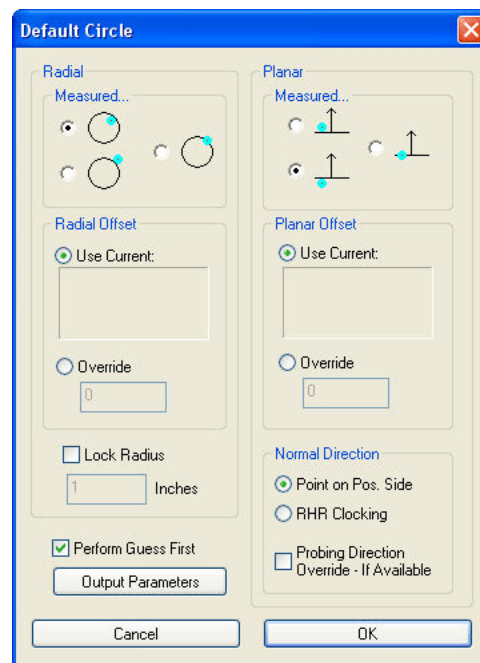 Default Circle
Radial
Measured...
Radial Offset
Use Current:
Override
0
Lock Radius
1 Inches
Perform Guess First
Output Parameters
Planar
Measured...
Planar Offset
Use Current:
Override
0
Normal Direction
Point on Pos. Side
RHR Clocking
Probing Direction
Override - If Available
Cancel
OK